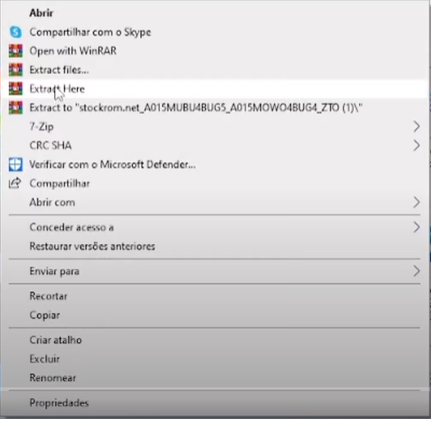 Abrir
Compartilhar com o Skype
Open with WinRAR
Extract files...
Extract Here
Extract to "stockrom.net_A015MUBU4BUG5_A015MOWO4BUG4_ZTO (1)\"
7-Zip
CRC SHA
Verificar com o Microsoft Defender...
Compartilhar
Abrir com
Conceder acesso a
Restaurar versões anteriores
Enviar para
Recortar
Copiar
Criar atalho
Excluir
Renomear
Propriedades